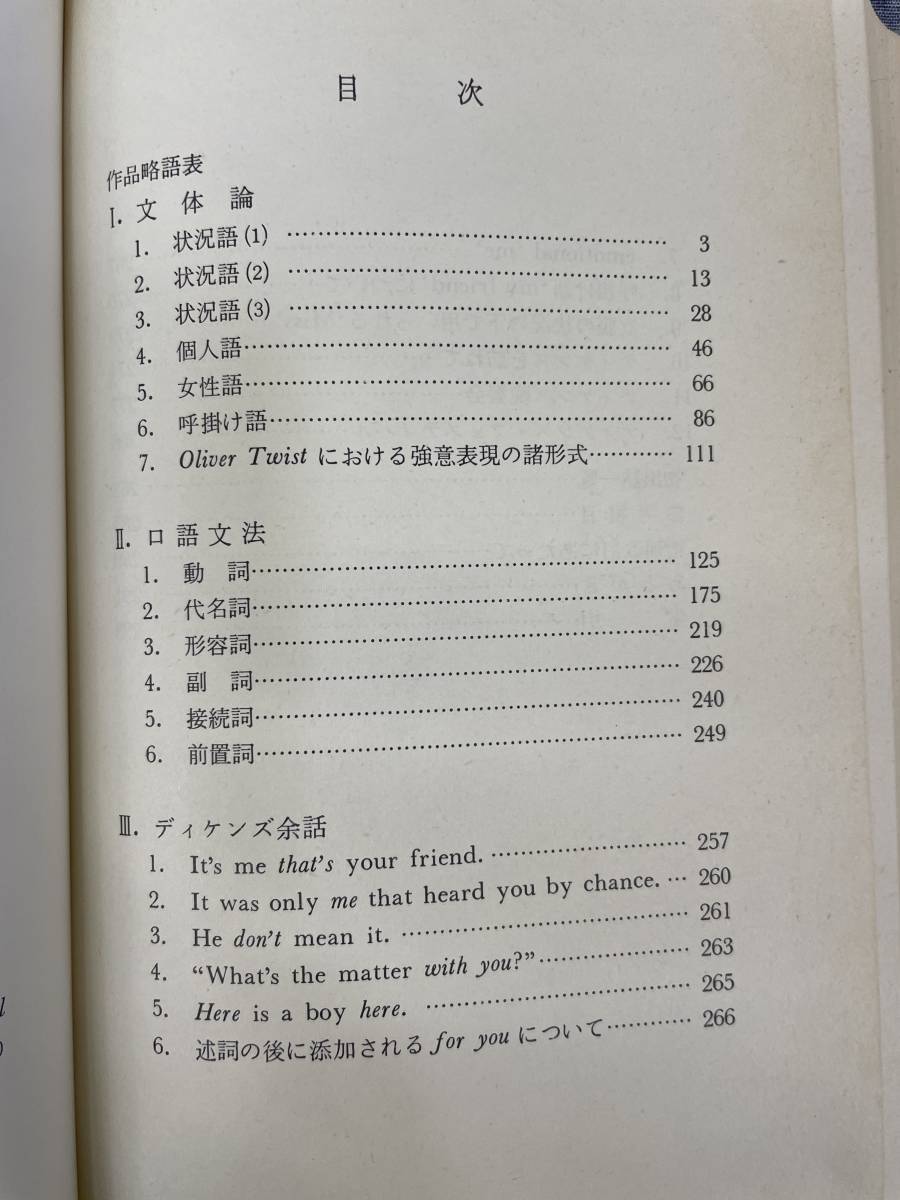 目 次
作品略語表
Ⅰ. 文体論
1. 状況語(1) …………………… 3
2. 状況語(2) …………………… 13
3. 状況語(3) …………………… 28
4. 個人語…………………… 46
5. 女性語…………………… 66
6. 呼掛け語…………………… 86
7. Oliver Twist における強意表現の諸形式………… 111
Ⅱ. 口語文法
1. 動 詞…………………… 125
2. 代名詞…………………… 175
3. 形容詞…………………… 219
4. 副 詞…………………… 226
5. 接続詞…………………… 240
6. 前置詞…………………… 249
Ⅲ. ディケンズ余話
1. It's me that's your friend. …………………… 257
2. It was only me that heard you by chance. … 260
3. He don't mean it. …………………… 261
4. “What's the matter with you?”…………… 263
5. Here is a boy here. …………………… 265
6. 述詞の後に添加される for you について………… 266